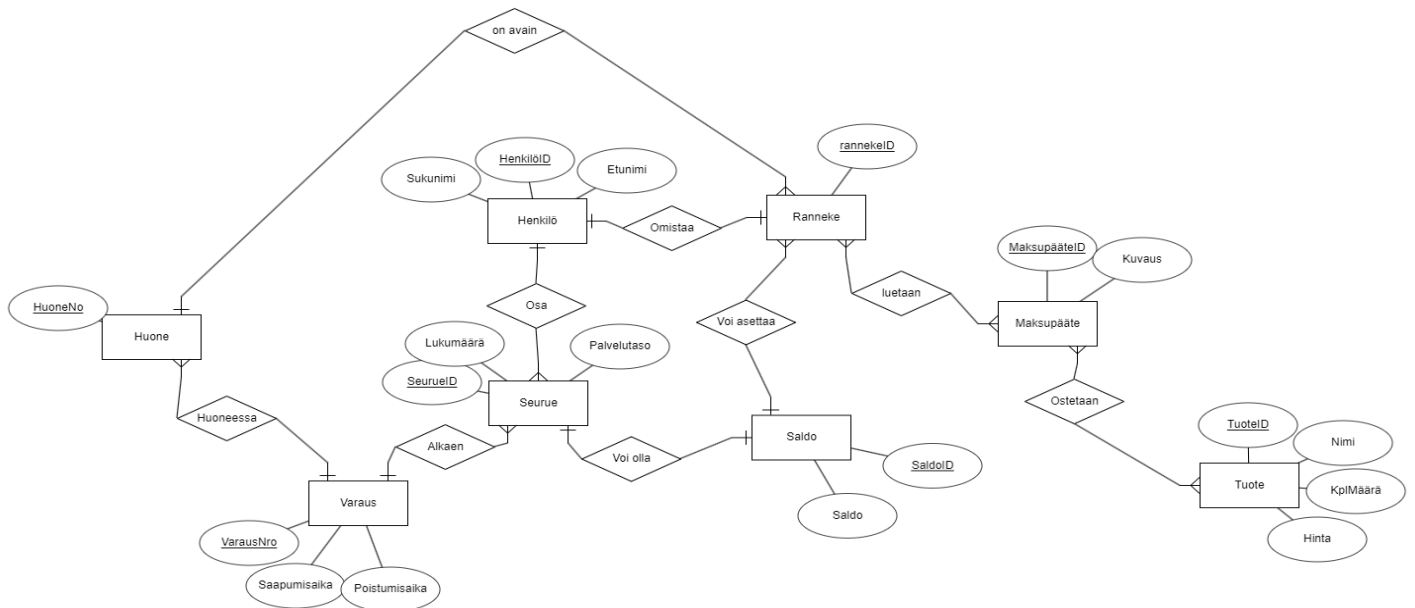 on avain
HenkilöID
Etunimi
Sukunimi
rannekeID
Henkilö
Omistaa
Ranneke
MaksupääteID
Kuvaus
HuoneNo
Huone
Osa
luetaan
Voi asettaa
Maksupääte
Lukumäärä
Palvelutaso
SeurueID
Seurue
Huoneessa
Alkaen
Voi olla
Saldo
SaldoID
Ostetaan
TuoteID
Nimi
Tuote
KplMäärä
Hinta
Varaus
VarausNro
Saldo
Saapumisaika
Poistumisaika